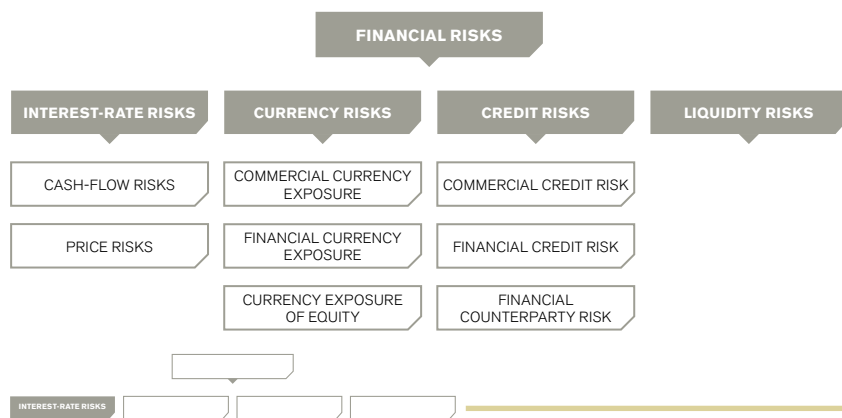 FINANCIAL RISKS
INTEREST-RATE RISKS
CURRENCY RISKS
CREDIT RISKS
LIQUIDITY RISKS
CASH-FLOW RISKS
COMMERCIAL CURRENCY
EXPOSURE
COMMERCIAL CREDIT RISK
PRICE RISKS
FINANCIAL CURRENCY
EXPOSURE
FINANCIAL CREDIT RISK
CURRENCY EXPOSURE
OF EQUITY
FINANCIAL
COUNTERPARTY RISK
INTEREST-RATE RISKS